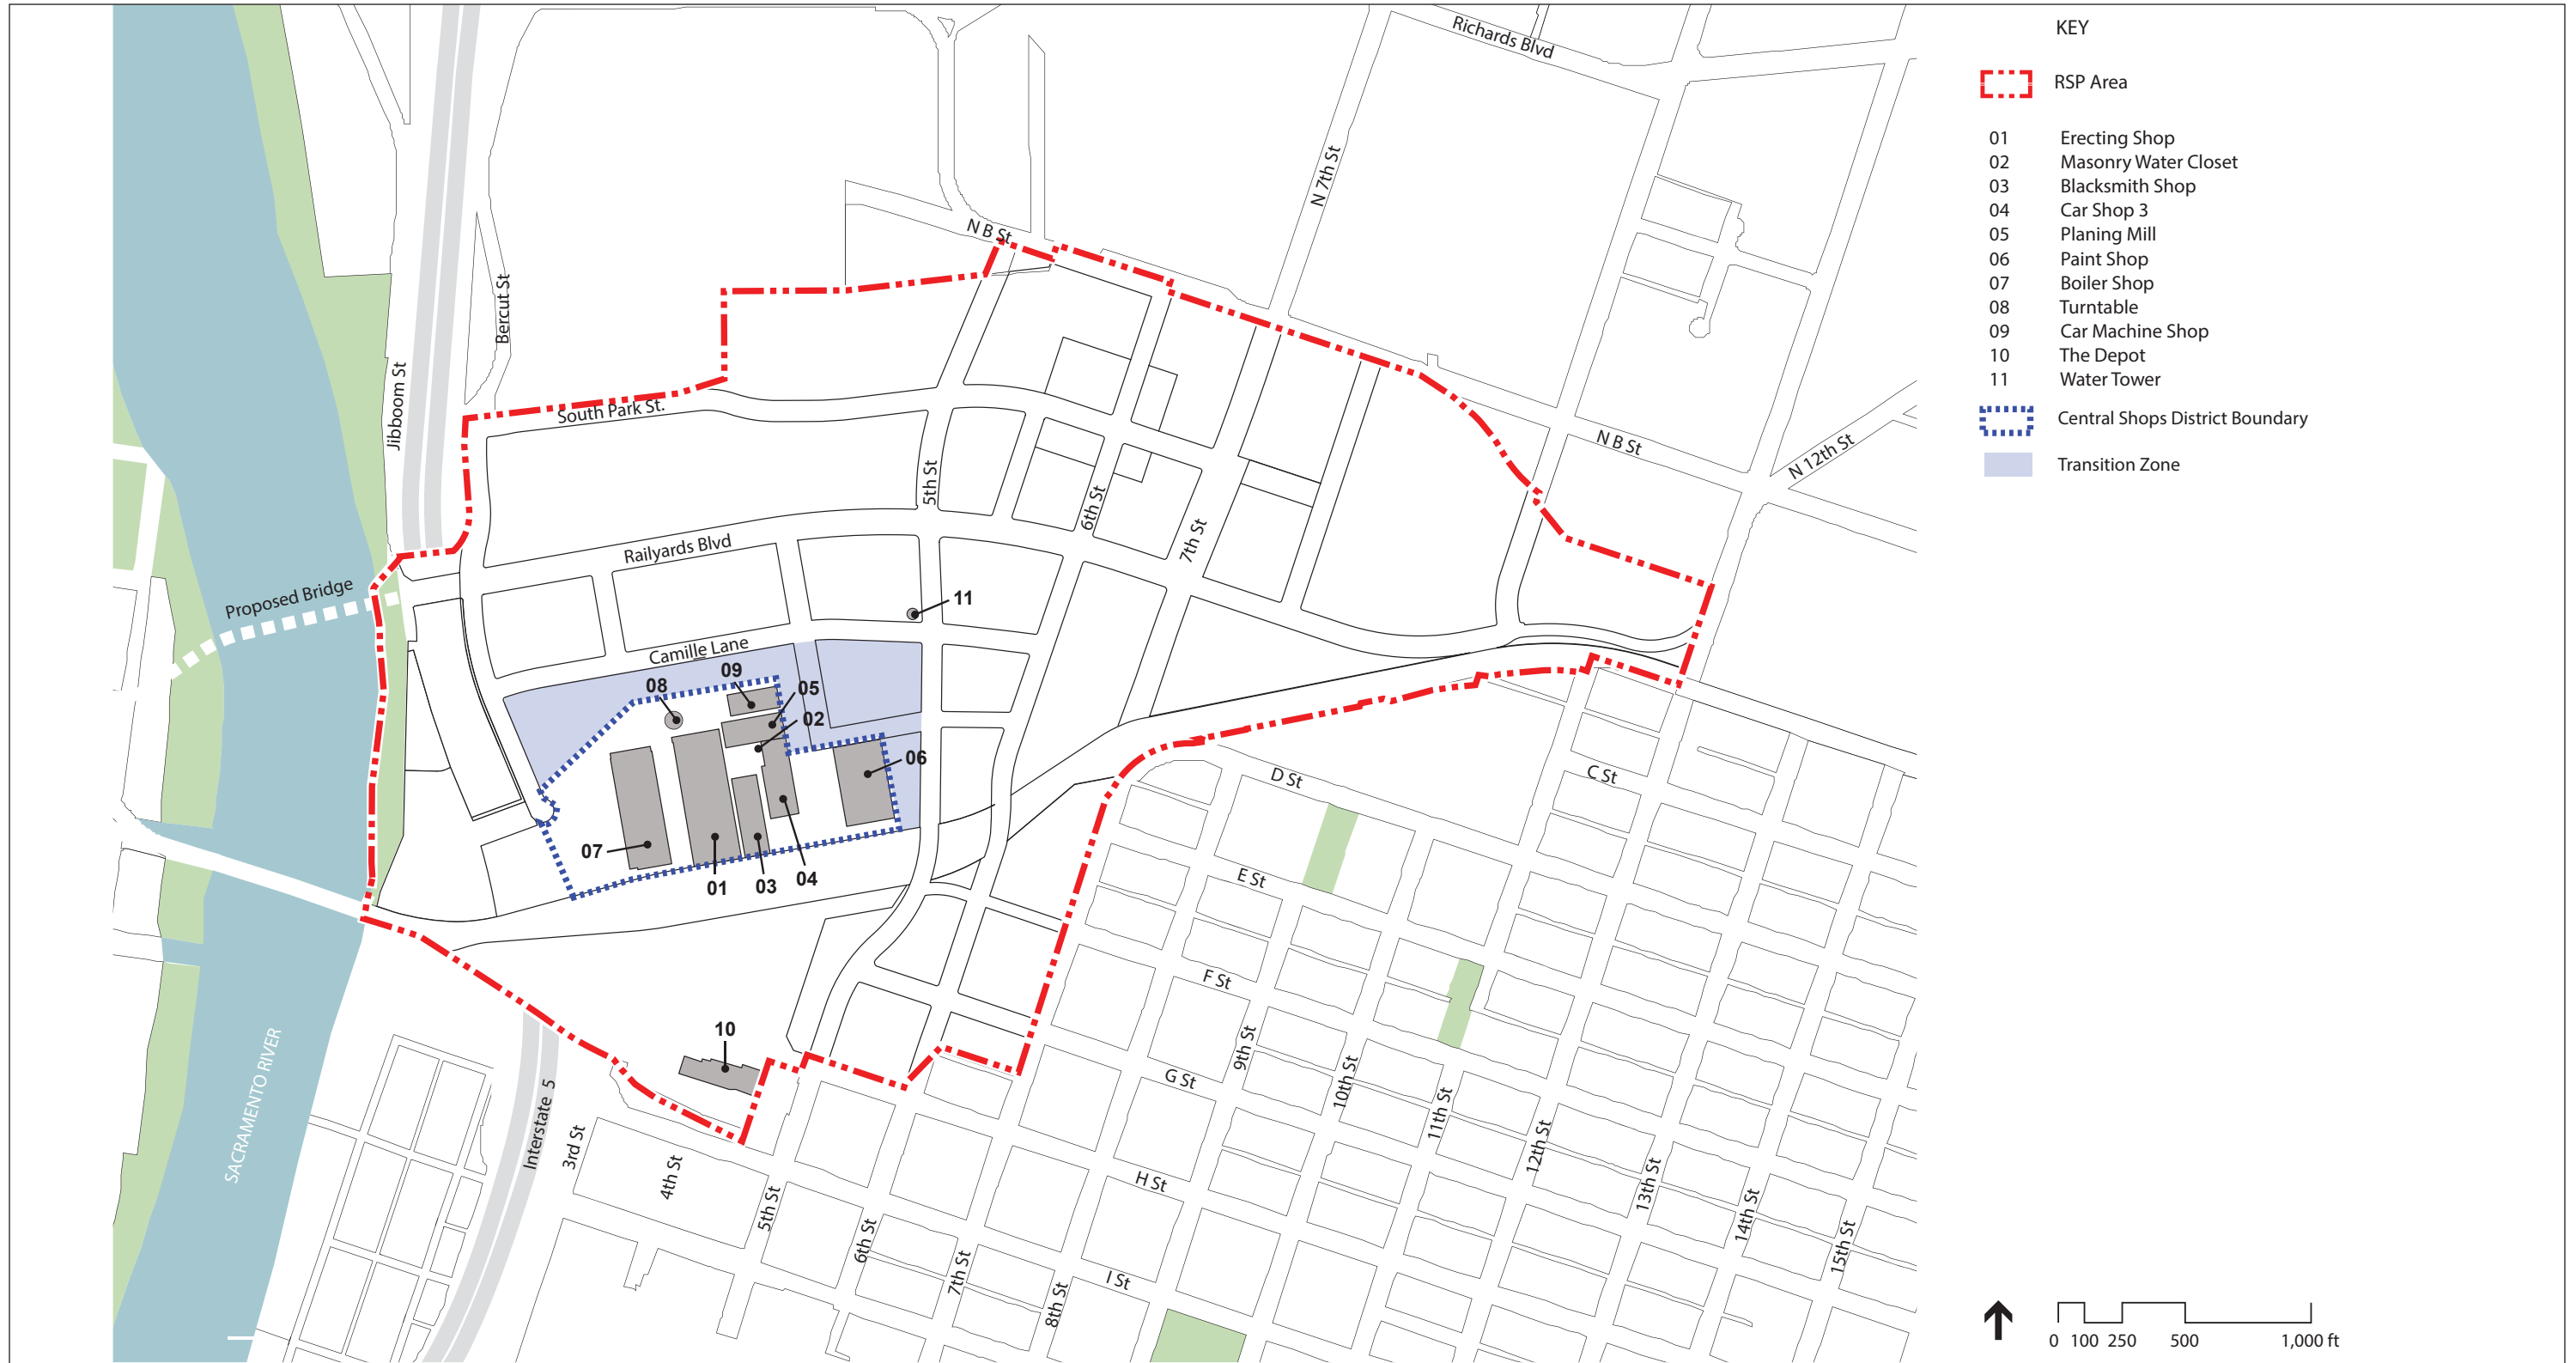 KEY
RSP Area
01 Erecting Shop
02 Masonry Water Closet
03 Blacksmith Shop
04 Car Shop 3
05 Planing Mill
06 Paint Shop
07 Boiler Shop
08 Turntable
09 Car Machine Shop
10 The Depot
11 Water Tower
Central Shops District Boundary
Transition Zone
Richards Blvd
N 7th St
N B St
Bercut St
Jibboom St
South Park St.
5th St
6th St
7th St
N B St
N 12th St
Railyards Blvd
Proposed Bridge
11
Camille Lane
09
08
05
02
06
07
01
03
04
D St
C St
E St
F St
10
9th St
G St
10th St
11th St
12th St
SACRAMENTO RIVER
Interstate 5
3rd St
4th St
5th St
H St
13th St
14th St
15th St
6th St
7th St
8th St
I St
0 100 250 500 1,000 ft